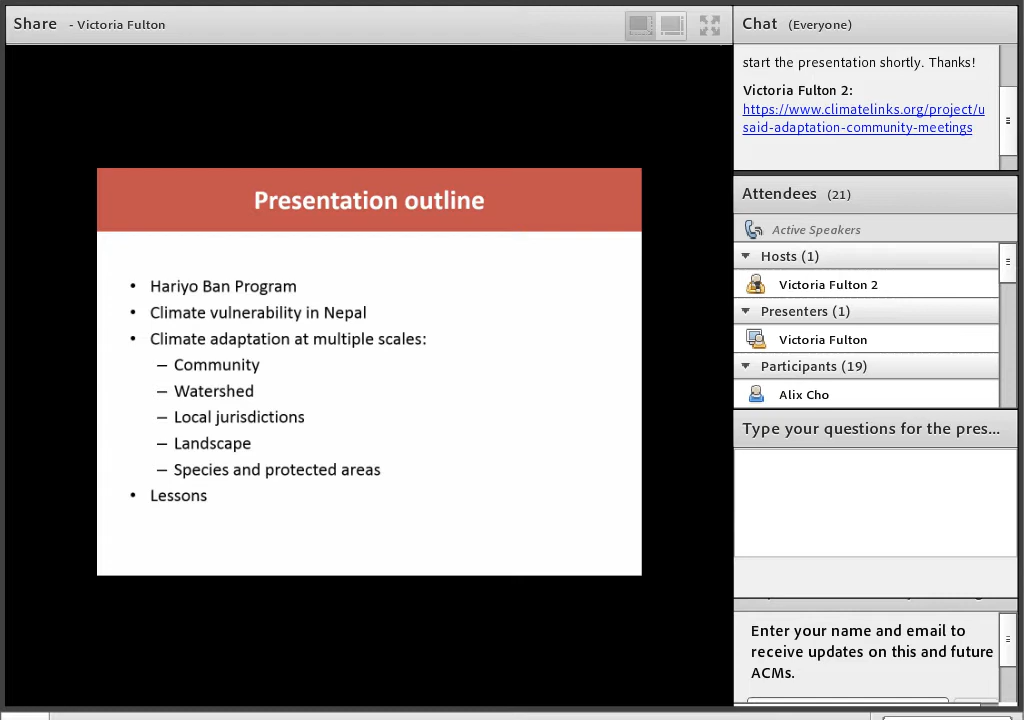 Share - Victoria Fulton
Presentation outline
• Hariyo Ban Program
• Climate vulnerability in Nepal
• Climate adaptation at multiple scales:
– Community
– Watershed
– Local jurisdictions
– Landscape
– Species and protected areas
• Lessons
Chat (Everyone)
start the presentation shortly. Thanks!
Victoria Fulton 2:
https://www.climatelinks.org/project/u
said-adaptation-community-meetings
Attendees (21)
Active Speakers
Hosts (1)
Victoria Fulton 2
Presenters (1)
Victoria Fulton
Participants (19)
Alix Cho
Type your questions for the pres...
Enter your name and email to
receive updates on this and future
ACMs.